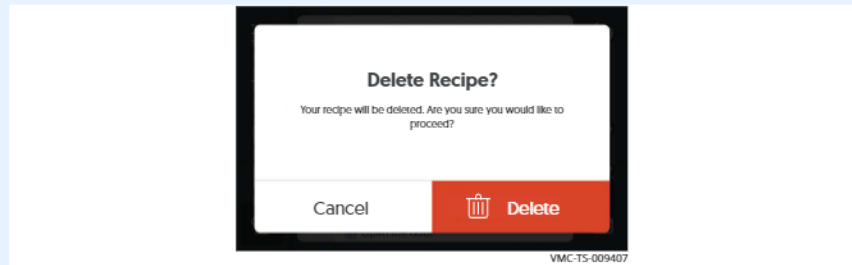 Delete Recipe?
Your recipe will be deleted. Are you sure you would like to
proceed?
Cancel
Delete
VMC-TS-009407